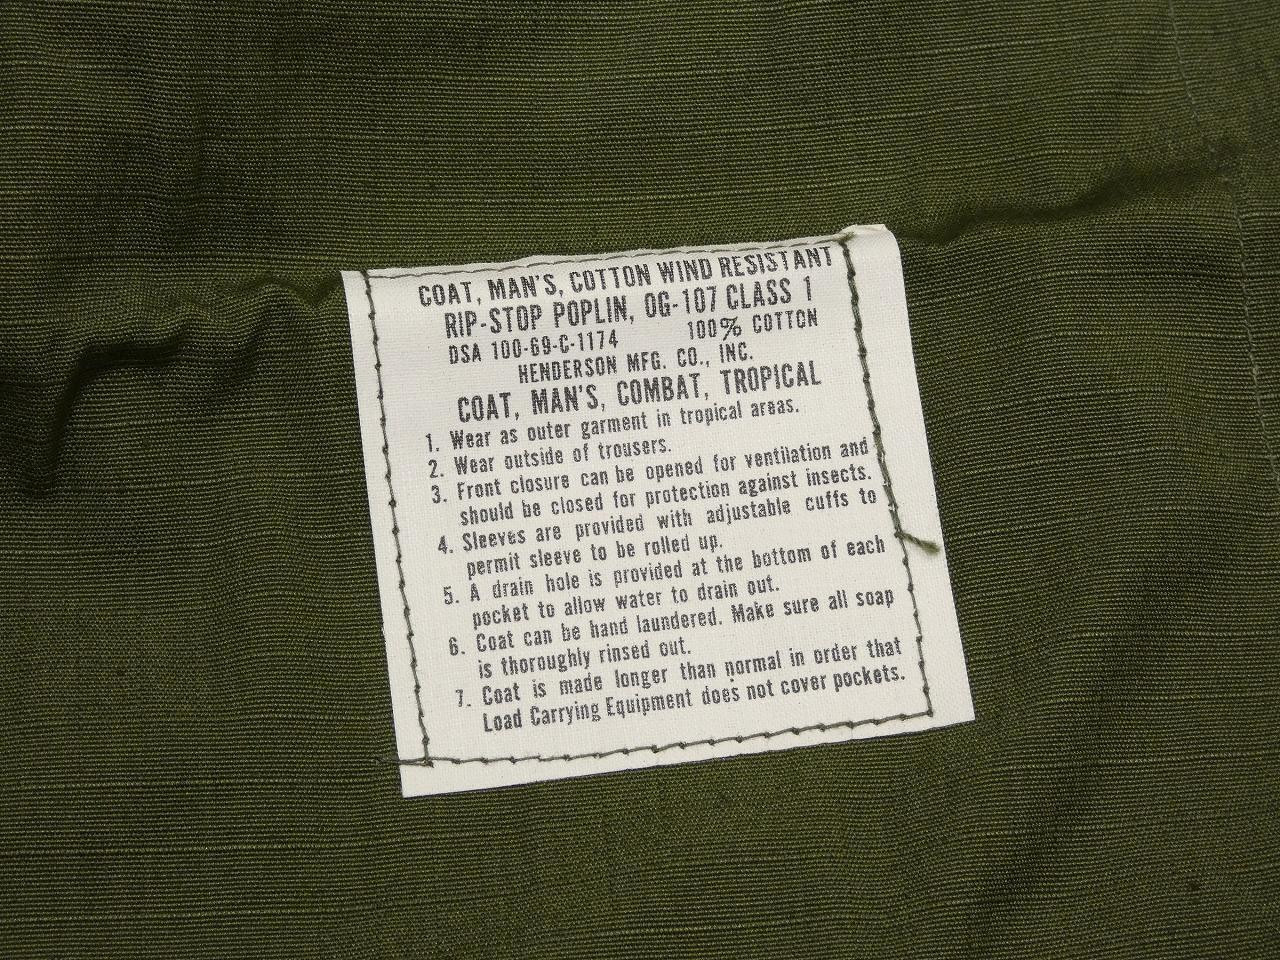 COAT, MAN'S, COTTON WIND RESISTANT
RIP-STOP POPLIN, OG-107 CLASS 1
DSA 100-69-C-1174 100% COTTON
HENDERSON MFG. CO., INC.
COAT, MAN'S, COMBAT, TROPICAL
1. Wear as outer garment in tropical areas.
2. Wear outside of trousers.
3. Front closure can be opened for ventilation and
should be closed for protection against insects.
4. Sleeves are provided with adjustable cuffs to
permit sleeve to be rolled up.
5. A drain hole is provided at the bottom of each
pocket to allow water to drain out.
6. Coat can be hand laundered. Make sure all soap
is thoroughly rinsed out.
7. Coat is made longer than normal in order that
Load Carrying Equipment does not cover pockets.